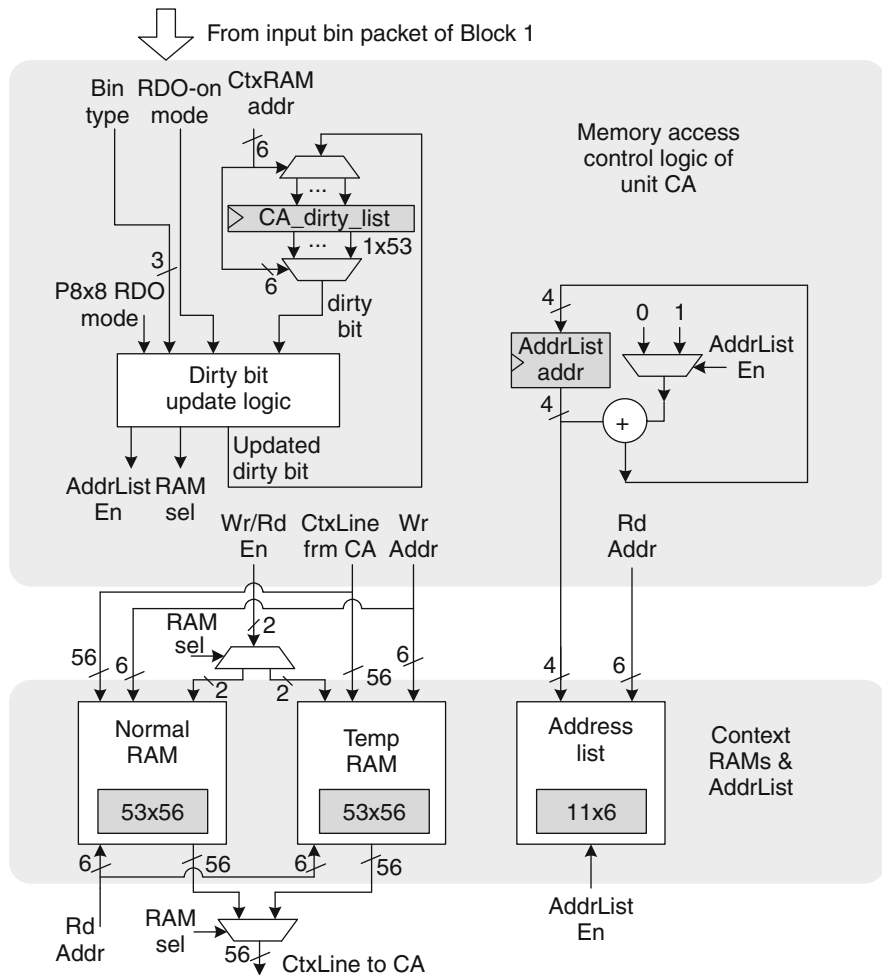 From input bin packet of Block 1
Bin
type
RDO-on
mode
CtxRAM
addr
6
...
CA_dirty_list
...
1x53
6
dirty
bit
3
P8x8 RDO
mode
Dirty bit
update logic
Updated
dirty bit
AddrList
En
RAM
sel
Memory access
control logic of
unit CA
4
0
1
AddrList
addr
AddrList
En
4
+
Wr/Rd
En
CtxLine
frm CA
Wr
Addr
Rd
Addr
RAM
sel
2
56
6
56
6
4
6
2
2
Normal
RAM
53x56
Temp
RAM
53x56
Address
list
11x6
Context
RAMs &
AddrList
6
56
6
56
Rd
Addr
RAM
sel
56
CtxLine to CA
AddrList
En